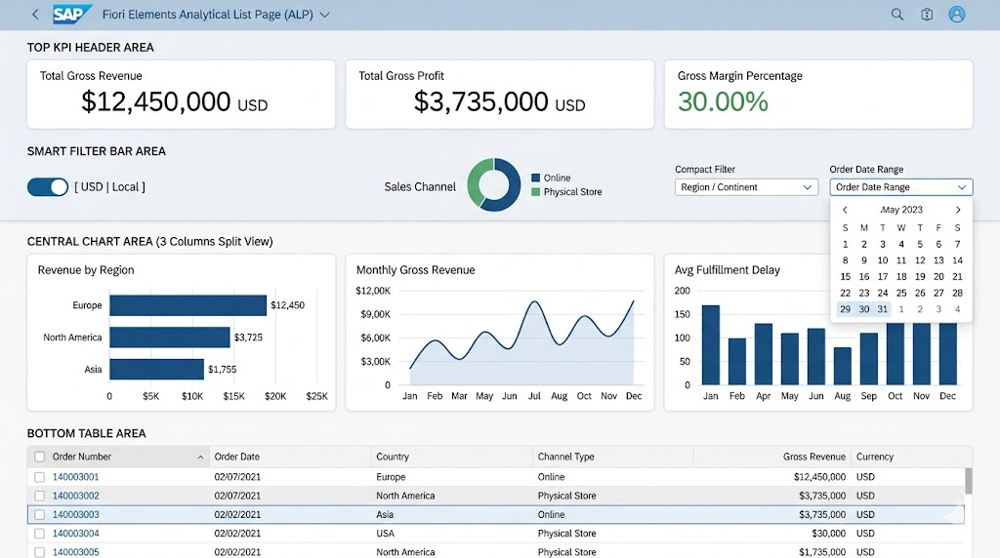 SAP Fiori Elements Analytical List Page (ALP)
TOP KPI HEADER AREA
Total Gross Revenue
$12,450,000 USD
Total Gross Profit
$3,735,000 USD
Gross Margin Percentage
30.00%
SMART FILTER BAR AREA
[ USD | Local ]
Sales Channel
Online
Physical Store
Compact Filter
Region / Continent
Order Date Range
Order Date Range
May 2023
S M T W T F S
1 2 3 4 5 6 7
8 9 10 11 12 13 14
15 16 17 18 19 20 21
22 23 24 25 26 27 28
29 30 31 1 2 3 4
CENTRAL CHART AREA (3 Columns Split View)
Revenue by Region
Europe $12,450
North America $3,725
Asia $1,755
0 $5K $10K $15K $20K $25K
Monthly Gross Revenue
$12,00K
$9,00K
$6,00K
$3,00K
0
Jan Feb Mar May Jun Jul Aug Oct Nov Dec
Avg Fulfillment Delay
200
150
100
50
0
Jan Feb Apr May Jun Aug Sep Oct Nov Dec
BOTTOM TABLE AREA
Order Number Order Date Country Channel Type Gross Revenue Currency
140003001 02/07/2021 Europe Online $12,450,000 USD
140003002 02/07/2021 North America Physical Store $3,735,000 USD
140003003 02/02/2021 Asia Online $3,735,000 USD
140003004 02/02/2021 USA Physical Store $30,000 USD
140003005 02/02/2021 North America Physical Store $1,735,000 USD